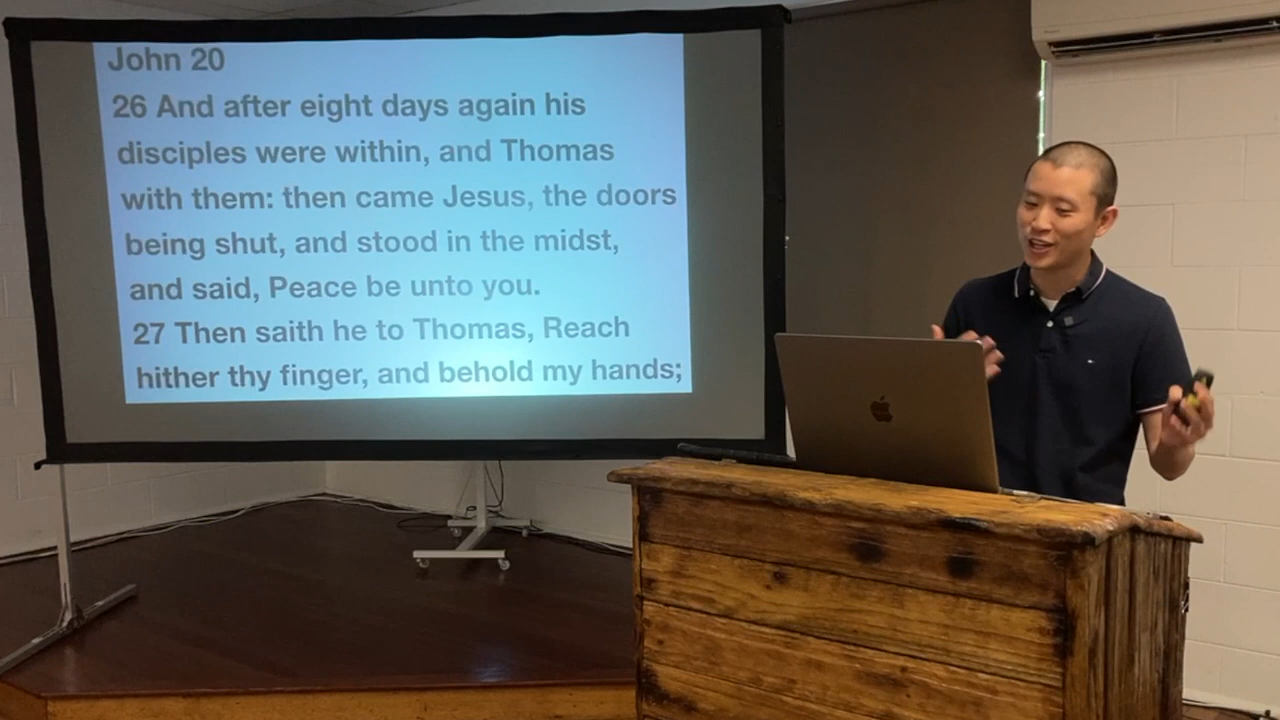 John 20
26 And after eight days again his
disciples were within, and Thomas
with them: then came Jesus, the doors
being shut, and stood in the midst,
and said, Peace be unto you.
27 Then saith he to Thomas, Reach
hither thy finger, and behold my hands;